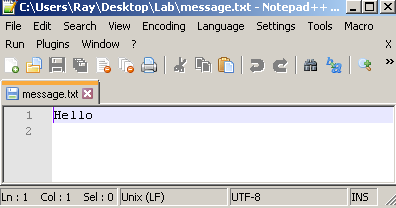 C:\Users\Ray\Desktop\Lab\message.txt - Notepad++
File Edit Search View Encoding Language Settings Tools Macro
Run Plugins Window ? X
message.txt
1 Hello
2
Ln : 1 Col : 1 Sel : 0 Unix (LF) UTF-8 INS